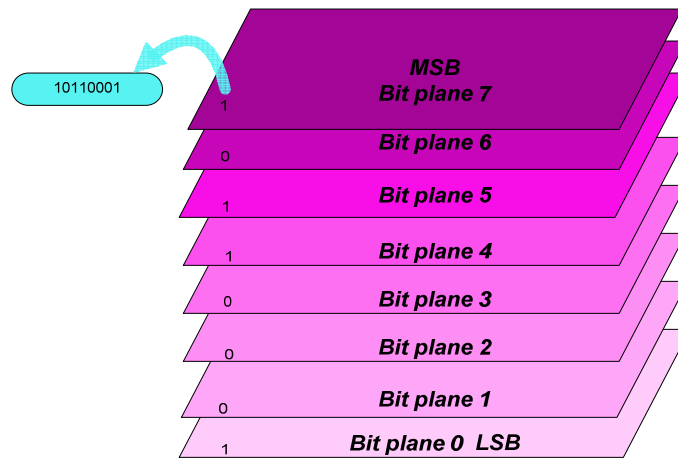 10110001
MSB
Bit plane 7
1
Bit plane 6
0
Bit plane 5
1
Bit plane 4
1
Bit plane 3
0
Bit plane 2
0
Bit plane 1
0
Bit plane 0 LSB
1